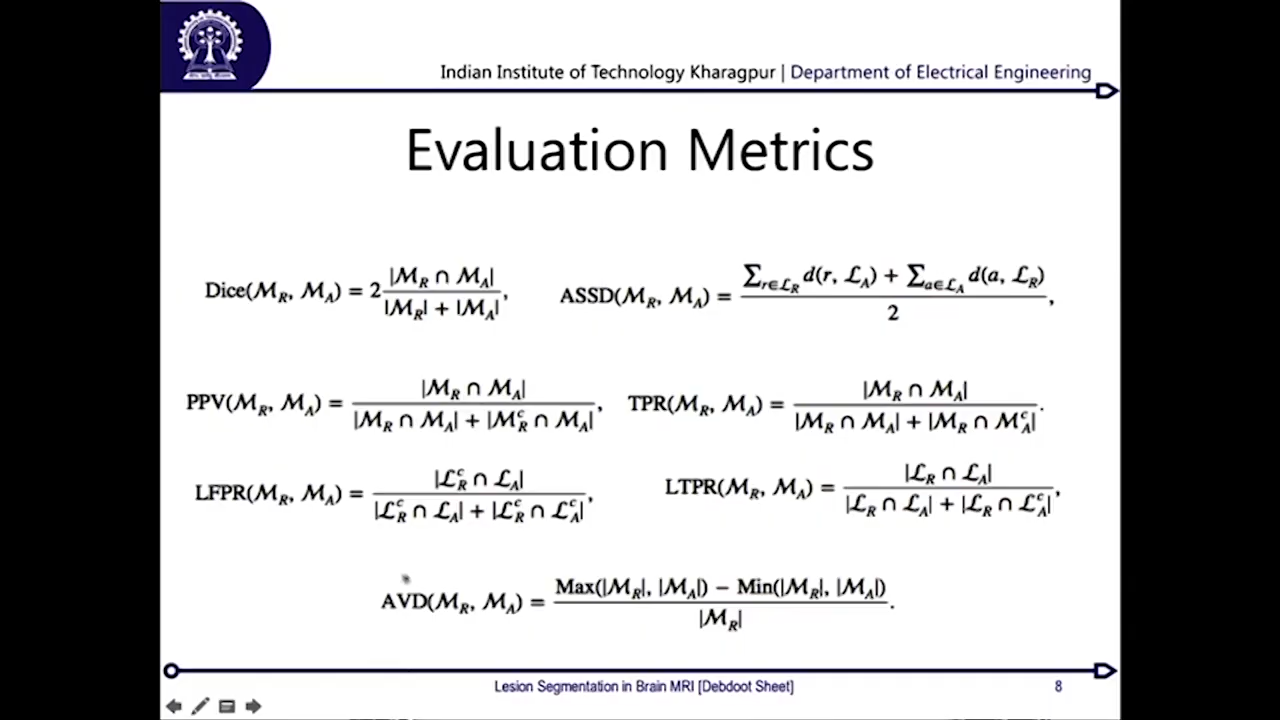 Indian Institute of Technology Kharagpur | Department of Electrical Engineering
Evaluation Metrics
Dice(ℳ_R, ℳ_A) = 2 |ℳ_R ∩ ℳ_A| / (|ℳ_R| + |ℳ_A|),
ASSD(ℳ_R, ℳ_A) = (∑_{r∈ℒ_R} d(r, ℒ_A) + ∑_{a∈ℒ_A} d(a, ℒ_R)) / 2,
PPV(ℳ_R, ℳ_A) = |ℳ_R ∩ ℳ_A| / (|ℳ_R ∩ ℳ_A| + |ℳ_R^c ∩ ℳ_A|),
TPR(ℳ_R, ℳ_A) = |ℳ_R ∩ ℳ_A| / (|ℳ_R ∩ ℳ_A| + |ℳ_R ∩ ℳ_A^c|).
LFPR(ℳ_R, ℳ_A) = |ℒ_R^c ∩ ℒ_A| / (|ℒ_R^c ∩ ℒ_A| + |ℒ_R^c ∩ ℒ_A^c|),
LTPR(ℳ_R, ℳ_A) = |ℒ_R ∩ ℒ_A| / (|ℒ_R ∩ ℒ_A| + |ℒ_R ∩ ℒ_A^c|),
AVD(ℳ_R, ℳ_A) = (Max(|ℳ_R|, |ℳ_A|) − Min(|ℳ_R|, |ℳ_A|)) / |ℳ_R|.
Lesion Segmentation in Brain MRI [Debdoot Sheet]
8